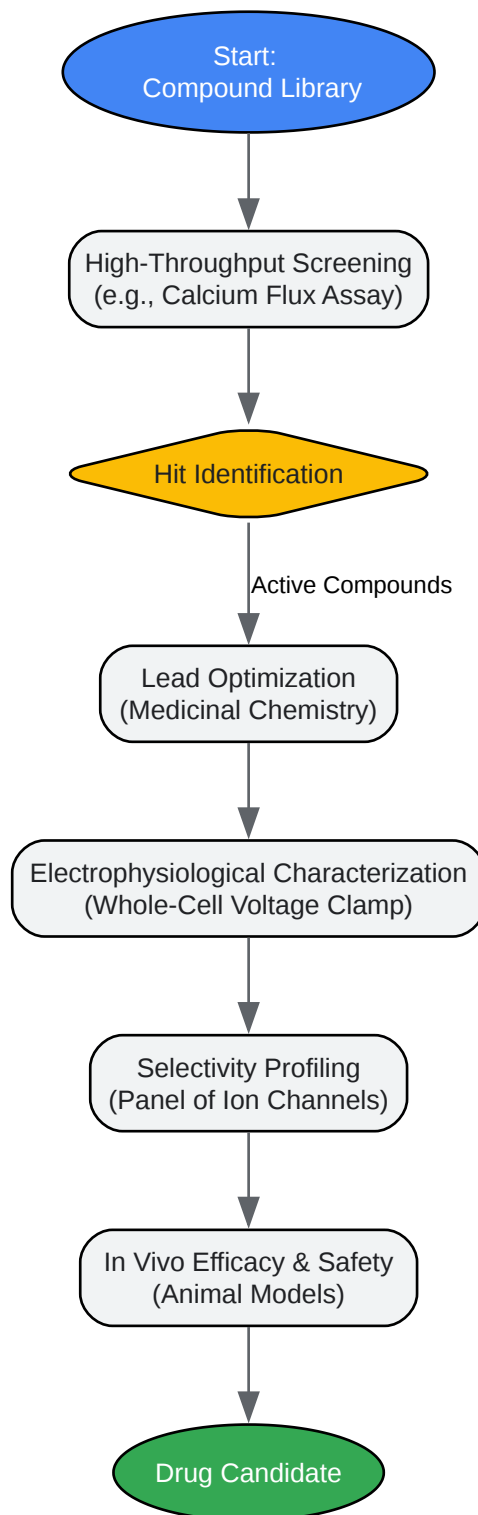 Start:
Compound Library
High-Throughput Screening
(e.g., Calcium Flux Assay)
Hit Identification
Active Compounds
Lead Optimization
(Medicinal Chemistry)
Electrophysiological Characterization
(Whole-Cell Voltage Clamp)
Selectivity Profiling
(Panel of Ion Channels)
In Vivo Efficacy & Safety
(Animal Models)
Drug Candidate